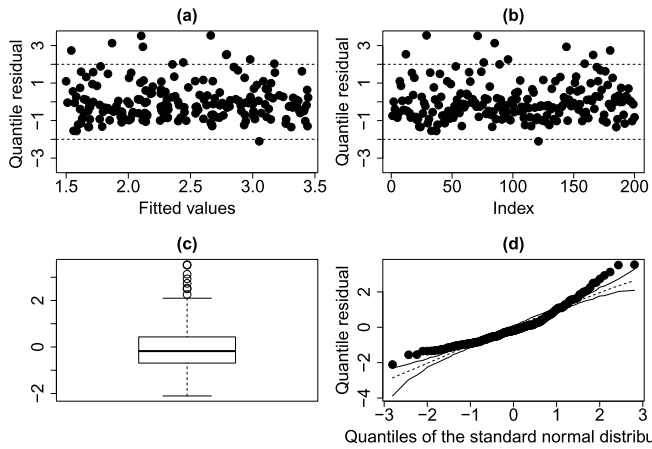 (a)
Quantile residual
3
1
−1
−3
1.5 2.0 2.5 3.0 3.5
Fitted values
(b)
Quantile residual
3
1
−1
−3
0 50 100 150 200
Index
(c)
2
0
−2
(d)
Quantile residual
2
0
−2
−4
−3 −2 −1 0 1 2 3
Quantiles of the standard normal distribu